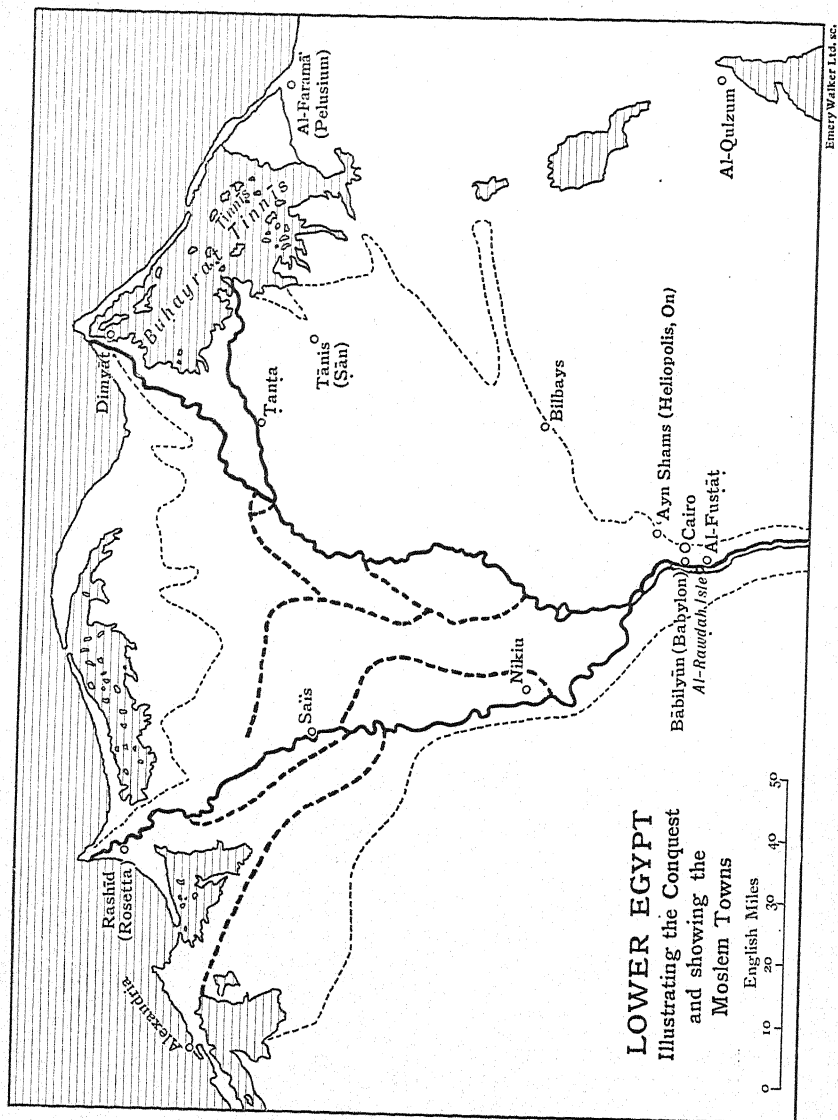 LOWER EGYPT
Illustrating the Conquest
and showing the
Moslem Towns
English Miles
0 10 20 30 40 50
Alexandria
Rashīd
(Rosetta)
Saïs
Nikiu
Dimyāṭ
Buḥayrat Tinnīs
Tinnīs
Al-Faramā'
(Pelusium)
Ṭanṭa
Tānis
(Ṣān)
Bilbays
Al-Qulzum
'Ayn Shams (Heliopolis, On)
Cairo
Al-Fusṭāṭ
Bābilyūn (Babylon)
Al-Rawḍah Isle
Emery Walker Ltd. sc.